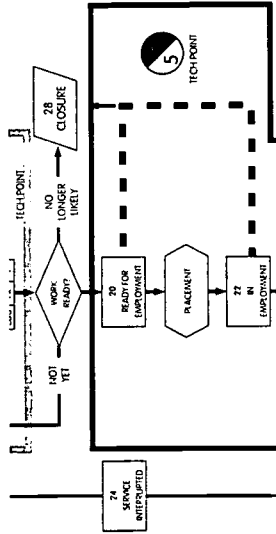 TECH POINT
WORK
READY?
NOT
YET
NO
LONGER
LIKELY
28
CLOSURE
20
READY FOR
EMPLOYMENT
PLACEMENT
22
IN
EMPLOYMENT
5
TECH POINT
24
SERVICE
INTERRUPTED